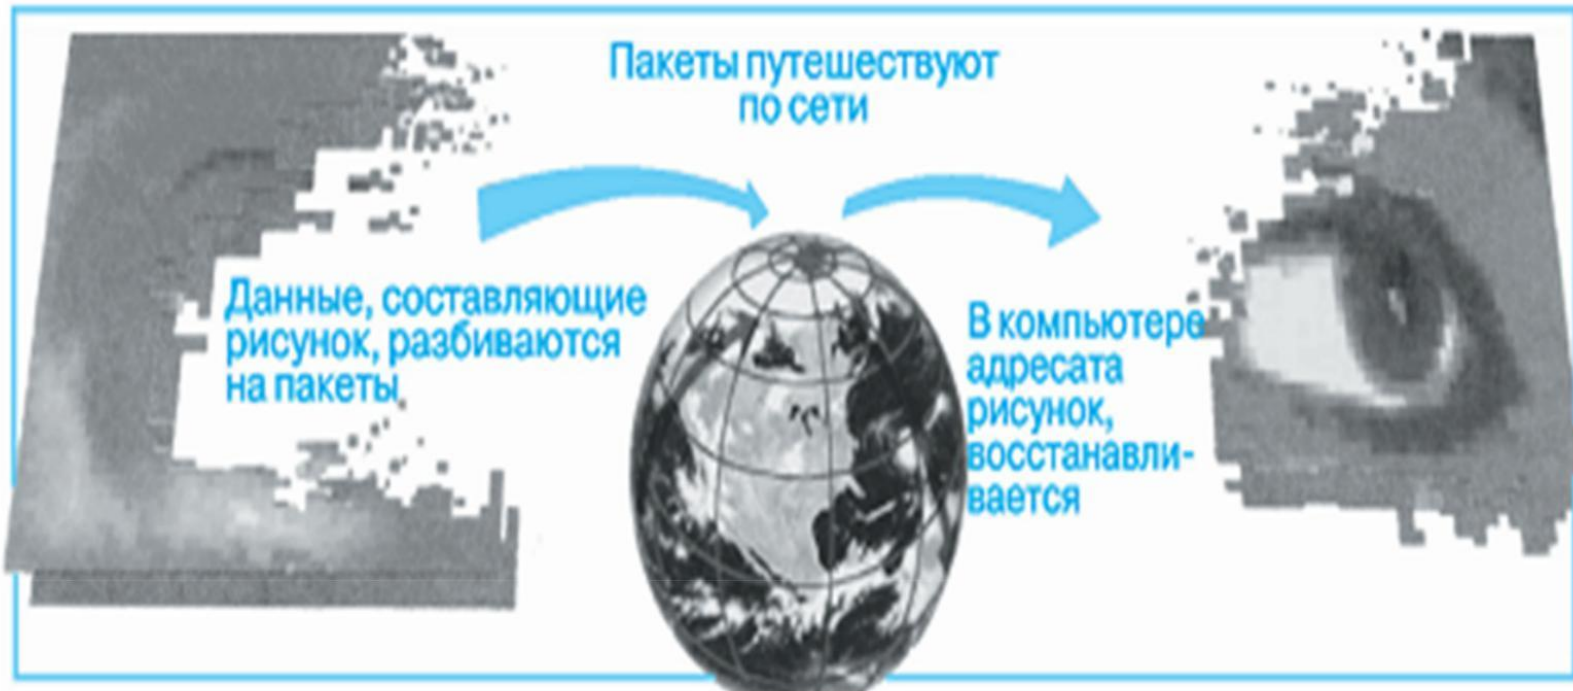 Пакеты путешествуют
по сети
Данные, составляющие
рисунок, разбиваются
на пакеты
В компьютере
адресата
рисунок,
восстанавли-
вается